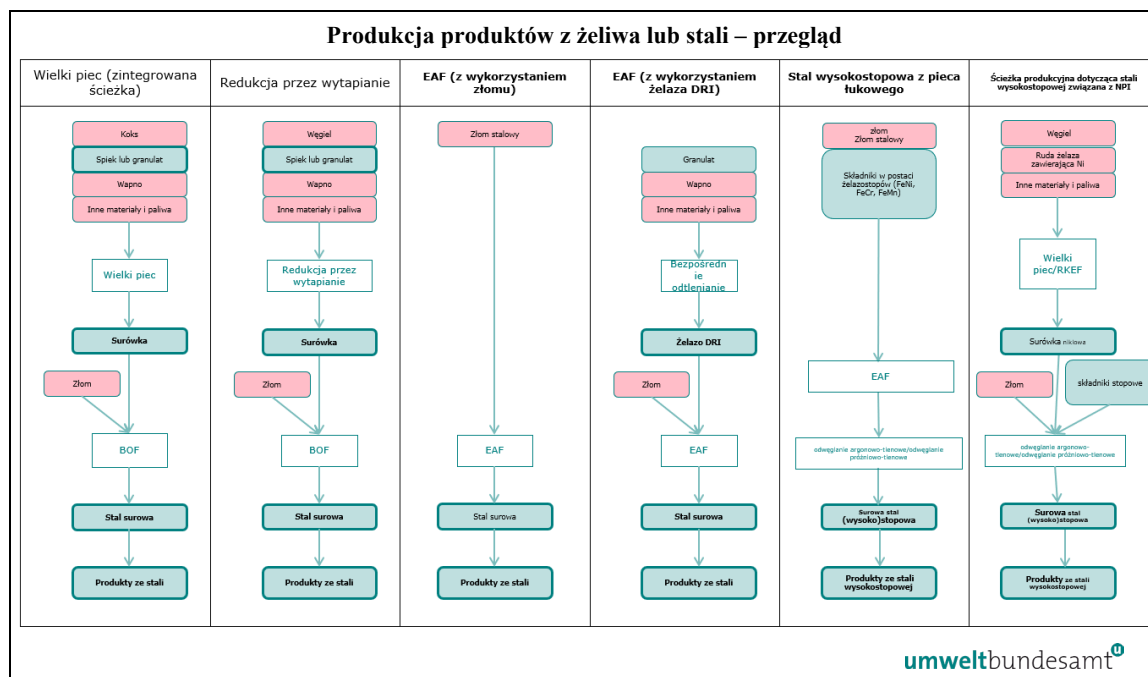 Produkcja produktów z żeliwa lub stali – przegląd
Wielki piec (zintegrowana
ścieżka)
Koks
Spiek lub granulat
Wapno
Inne materiały i paliwa
Wielki piec
Surówka
Złom
BOF
Stal surowa
Produkty ze stali
Redukcja przez wytapianie
Węgiel
Spiek lub granulat
Wapno
Inne materiały i paliwa
Redukcja przez
wytapianie
Surówka
Złom
BOF
Stal surowa
Produkty ze stali
EAF (z wykorzystaniem
złomu)
Złom stalowy
EAF
Stal surowa
Produkty ze stali
EAF (z wykorzystaniem
żelaza DRI)
Granulat
Wapno
Inne materiały i paliwa
Bezpośredn
ie
odtlenianie
Żelazo DRI
Złom
EAF
Stal surowa
Produkty ze stali
Stal wysokostopowa z pieca
łukowego
złom
Złom stalowy
Składniki w postaci
żelazostopów (FeNi,
FeCr, FeMn)
EAF
odwęglanie argonowo-tlenowe/odwęglanie
próżniowo-tlenowe
Surowa stal
(wysoko)stopowa
Produkty ze stali
wysokostopowej
Ścieżka produkcyjna dotycząca stali
wysokostopowej związana z NPI
Węgiel
Ruda żelaza
zawierająca Ni
Inne materiały i paliwa
Wielki
piec/RKEF
Surówka niklowa
Złom
składniki stopowe
odwęglanie argonowo-
tlenowe/odwęglanie próżniowo-tlenowe
Surowa stal
(wysoko)stopowa
Produkty ze stali
wysokostopowej
umweltbundesamt u